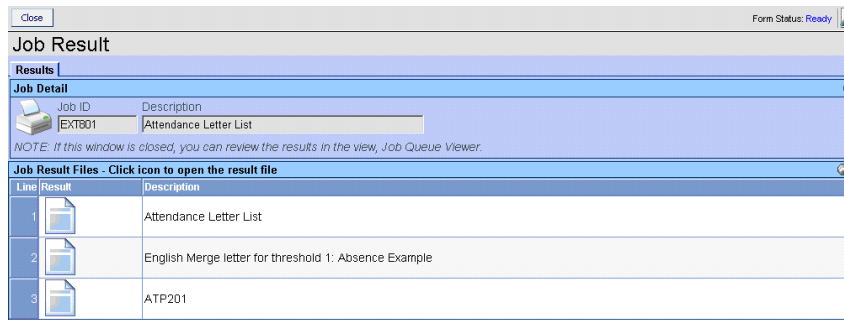 Close
Form Status: Ready
Job Result
Results
Job Detail
Job ID Description
EXT801 Attendance Letter List
NOTE: If this window is closed, you can review the results in the view, Job Queue Viewer.
Job Result Files - Click icon to open the result file
Line Result Description
1 Attendance Letter List
2 English Merge letter for threshold 1: Absence Example
3 ATP201